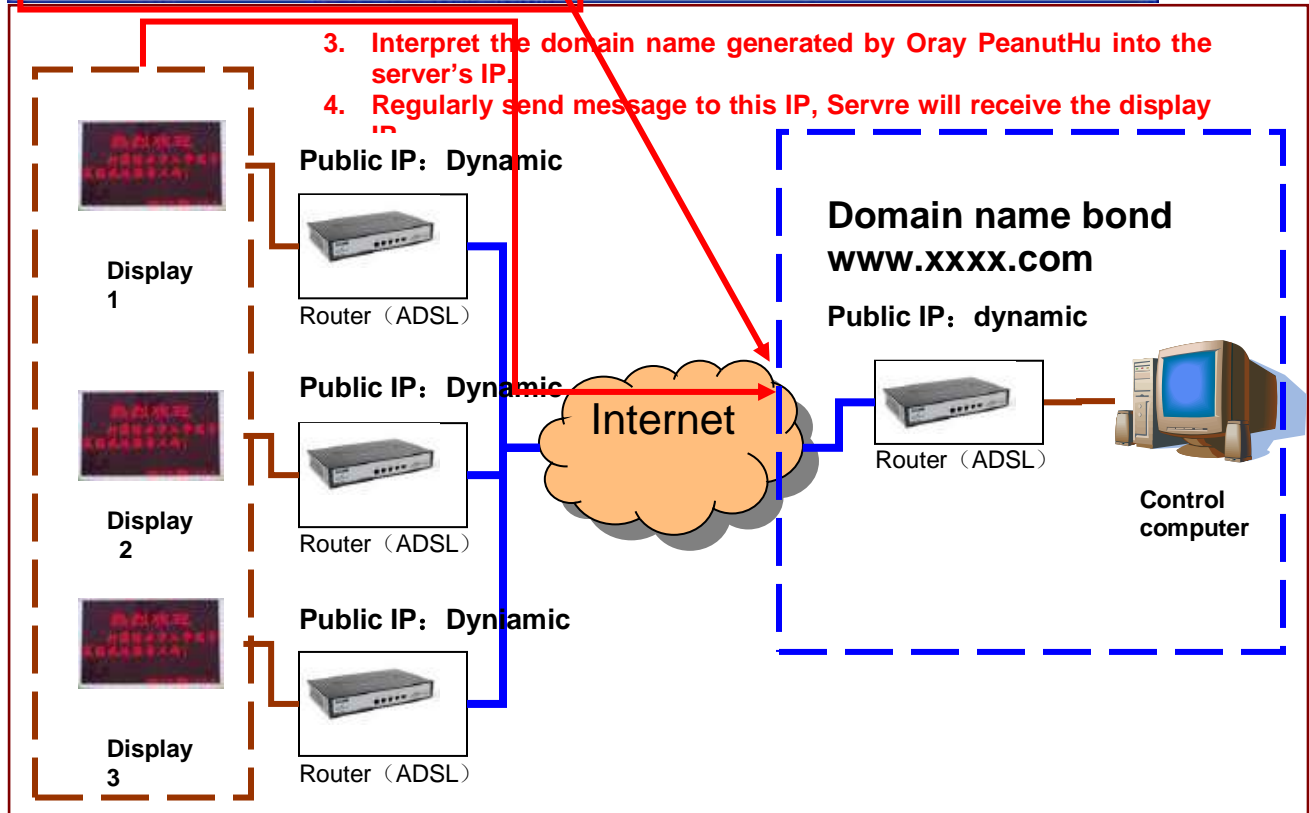 3. Interpret the domain name generated by Oray PeanutHu into the
server's IP.
4. Regularly send message to this IP, Servre will receive the display
IP
Public IP：Dynamic
Router（ADSL）
Display
1
Public IP：Dynamic
Router（ADSL）
Display
2
Public IP：Dyniamic
Router（ADSL）
Display
3
Internet
Domain name bond
www.xxxx.com
Public IP：dynamic
Router（ADSL）
Control
computer